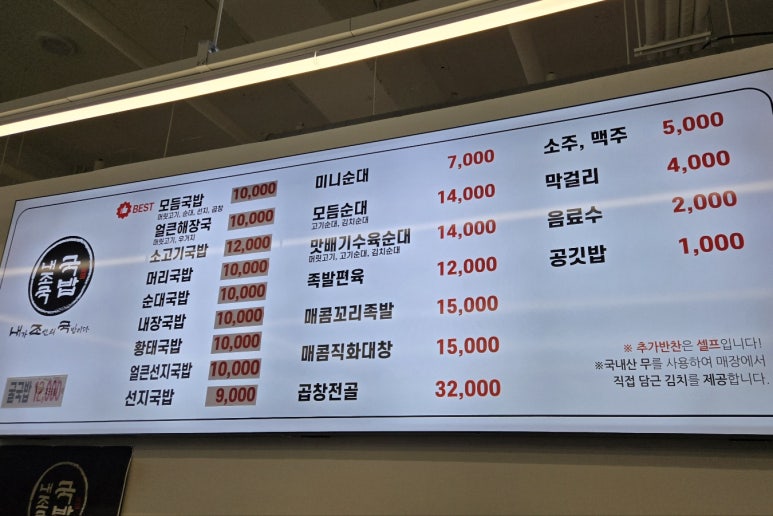 BEST 모듬국밥 10,000
머릿고기, 순대, 선지, 곱창
얼큰해장국 10,000
머릿고기, 우거지
소고기국밥 12,000
머리국밥 10,000
순대국밥 10,000
내장국밥 10,000
황태국밥 10,000
얼큰선지국밥 10,000
선지국밥 9,000
굴국밥
미니순대 7,000
모듬순대 14,000
고기순대, 김치순대
맛배기수육순대 14,000
머릿고기, 고기순대, 김치순대
족발편육 12,000
매콤꼬리족발 15,000
매콤직화대창 15,000
곱창전골 32,000
소주, 맥주 5,000
막걸리 4,000
음료수 2,000
공깃밥 1,000
※ 추가반찬은 셀프입니다!
※국내산 무를 사용하여 매장에서
직접 담근 김치를 제공합니다.